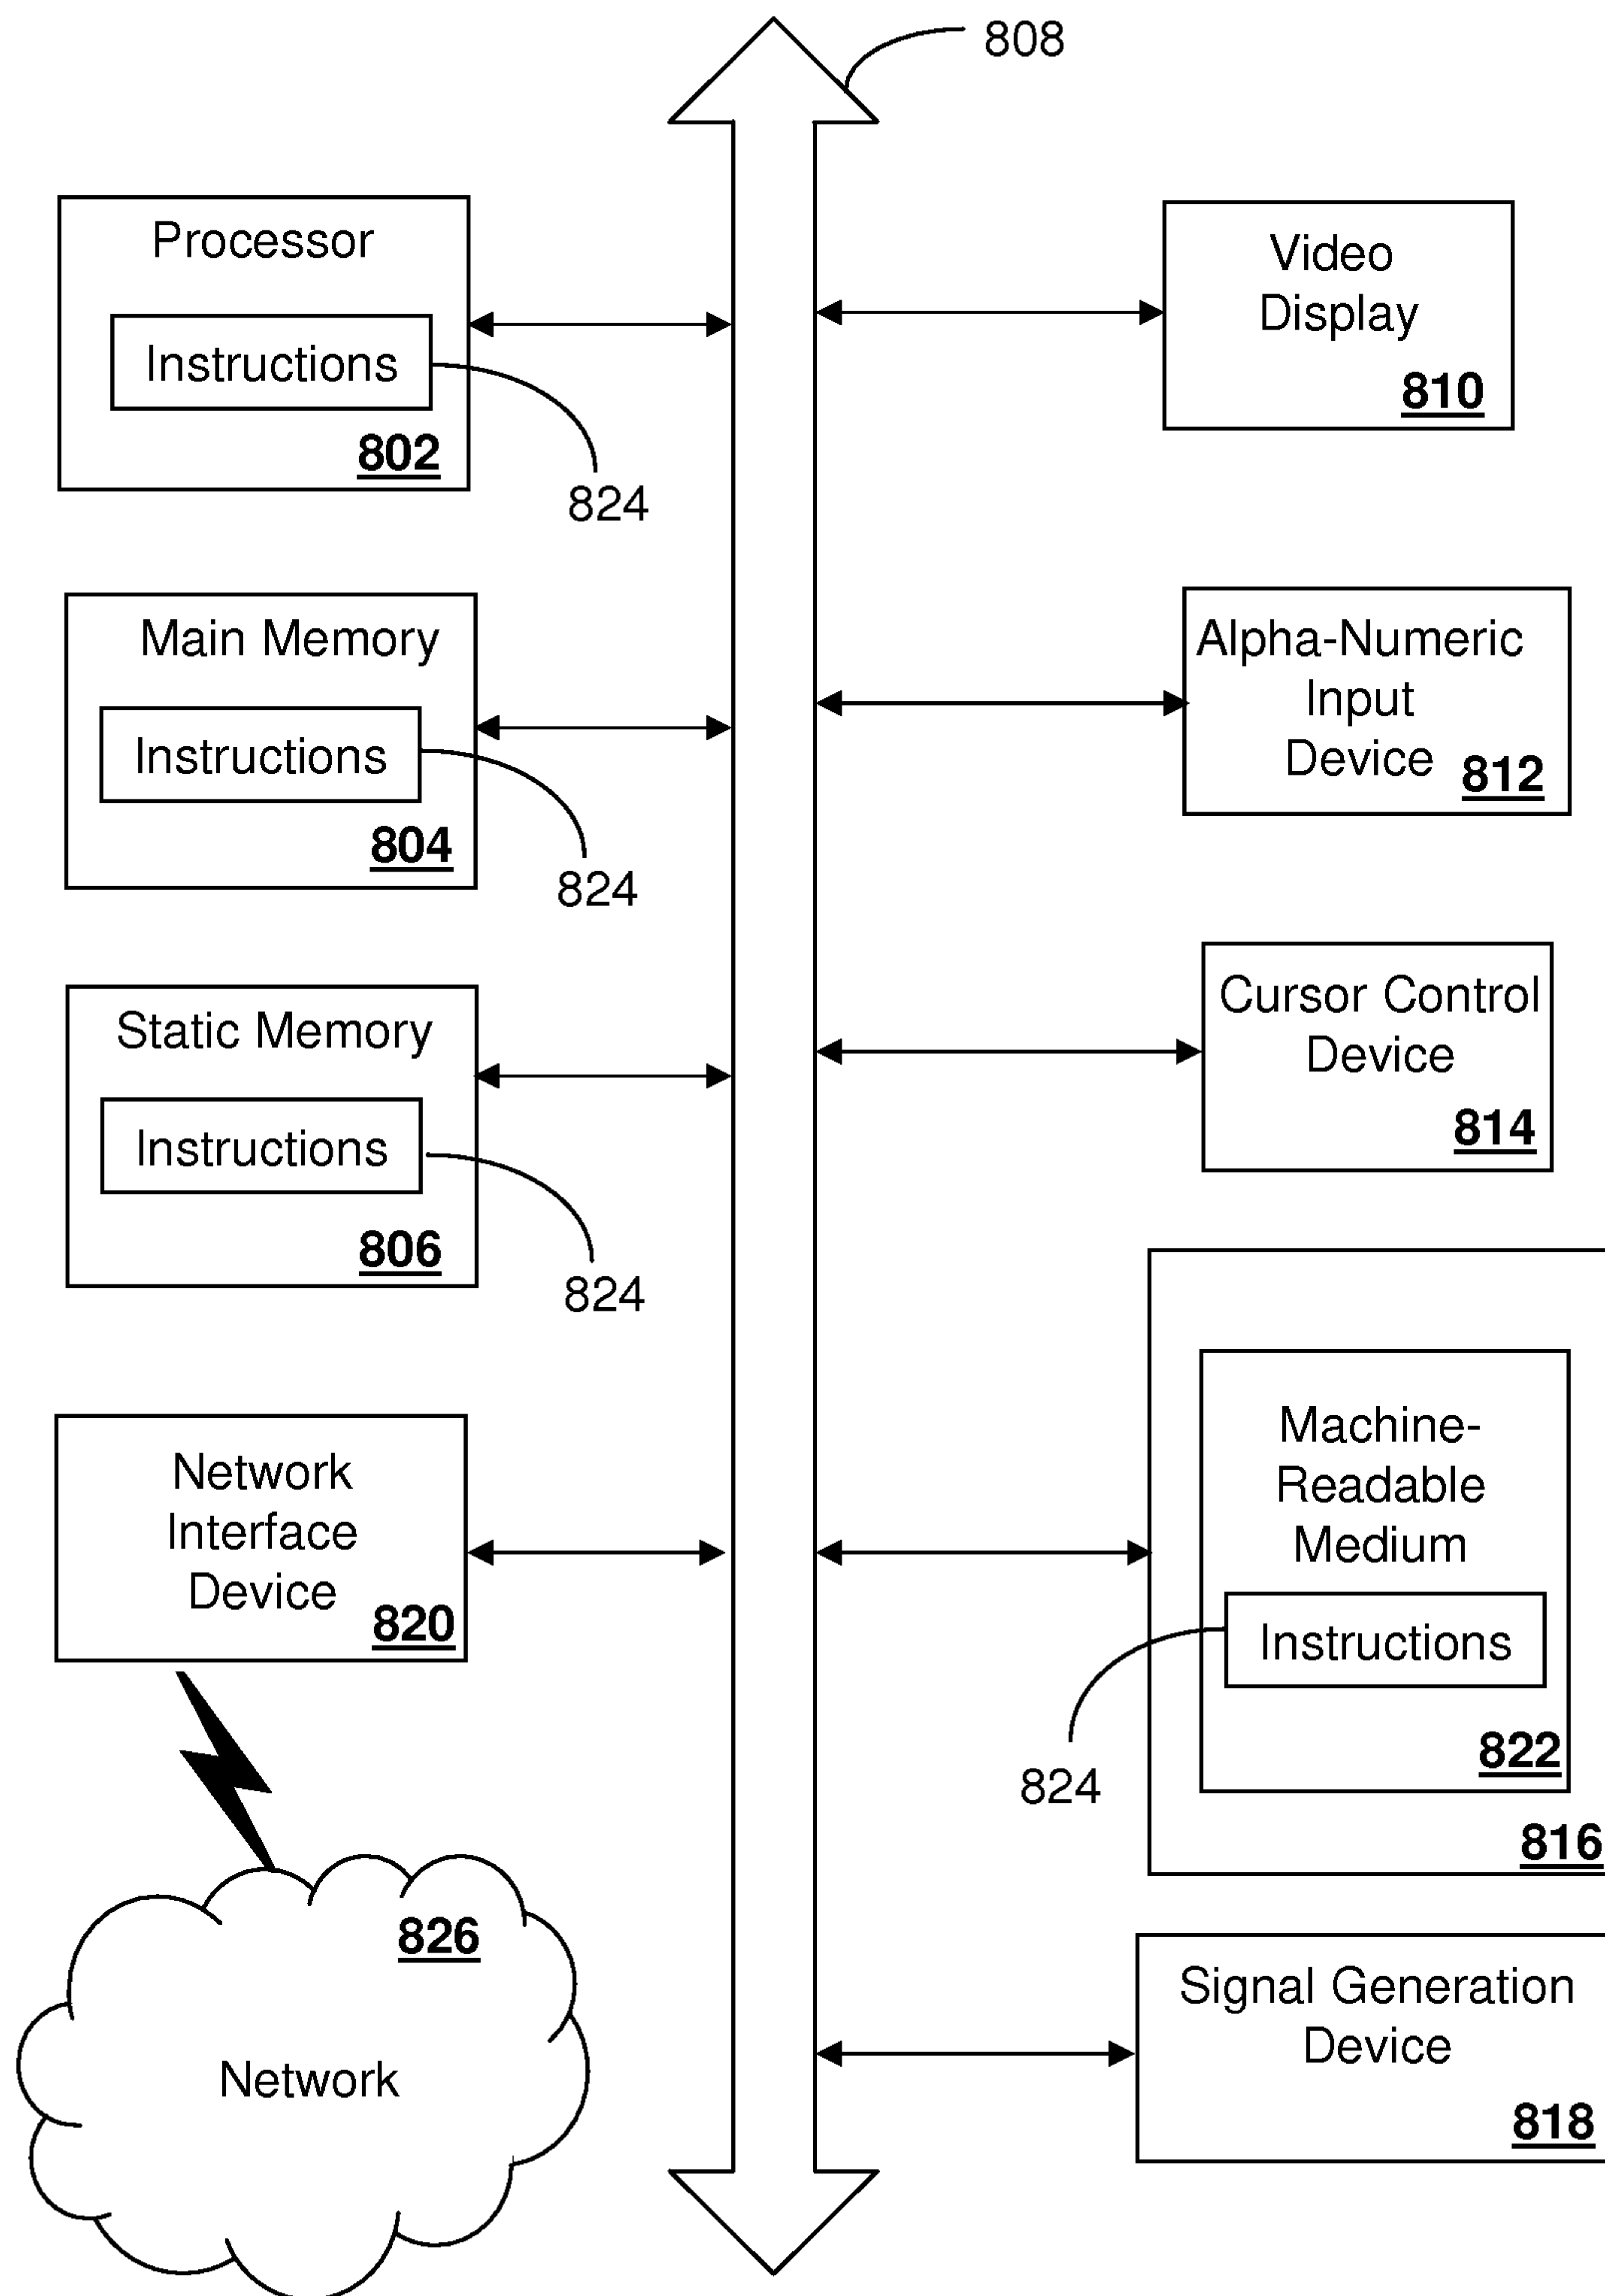 808
Processor
Instructions
802
824
Main Memory
Instructions
804
824
Static Memory
Instructions
806
824
Network
Interface
Device
820
826
Network
Video
Display
810
Alpha-Numeric
Input
Device
812
Cursor Control
Device
814
Machine-
Readable
Medium
Instructions
822
824
816
Signal Generation
Device
818